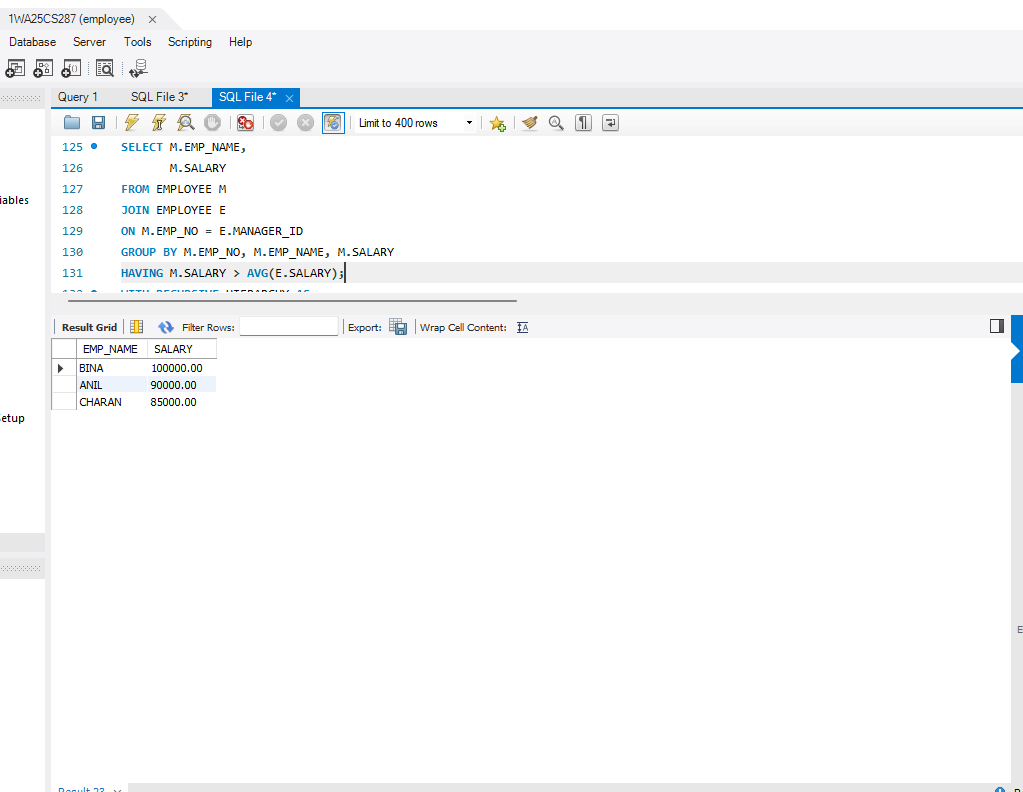 1WA25CS287 (employee)
Database Server Tools Scripting Help
Query 1 SQL File 3* SQL File 4*
Limit to 400 rows
125 SELECT M.EMP_NAME,
126 M.SALARY
127 FROM EMPLOYEE M
128 JOIN EMPLOYEE E
129 ON M.EMP_NO = E.MANAGER_ID
130 GROUP BY M.EMP_NO, M.EMP_NAME, M.SALARY
131 HAVING M.SALARY > AVG(E.SALARY);
iables
etup
Result Grid Filter Rows: Export: Wrap Cell Content:
EMP_NAME SALARY
BINA 100000.00
ANIL 90000.00
CHARAN 85000.00
E
Result 23